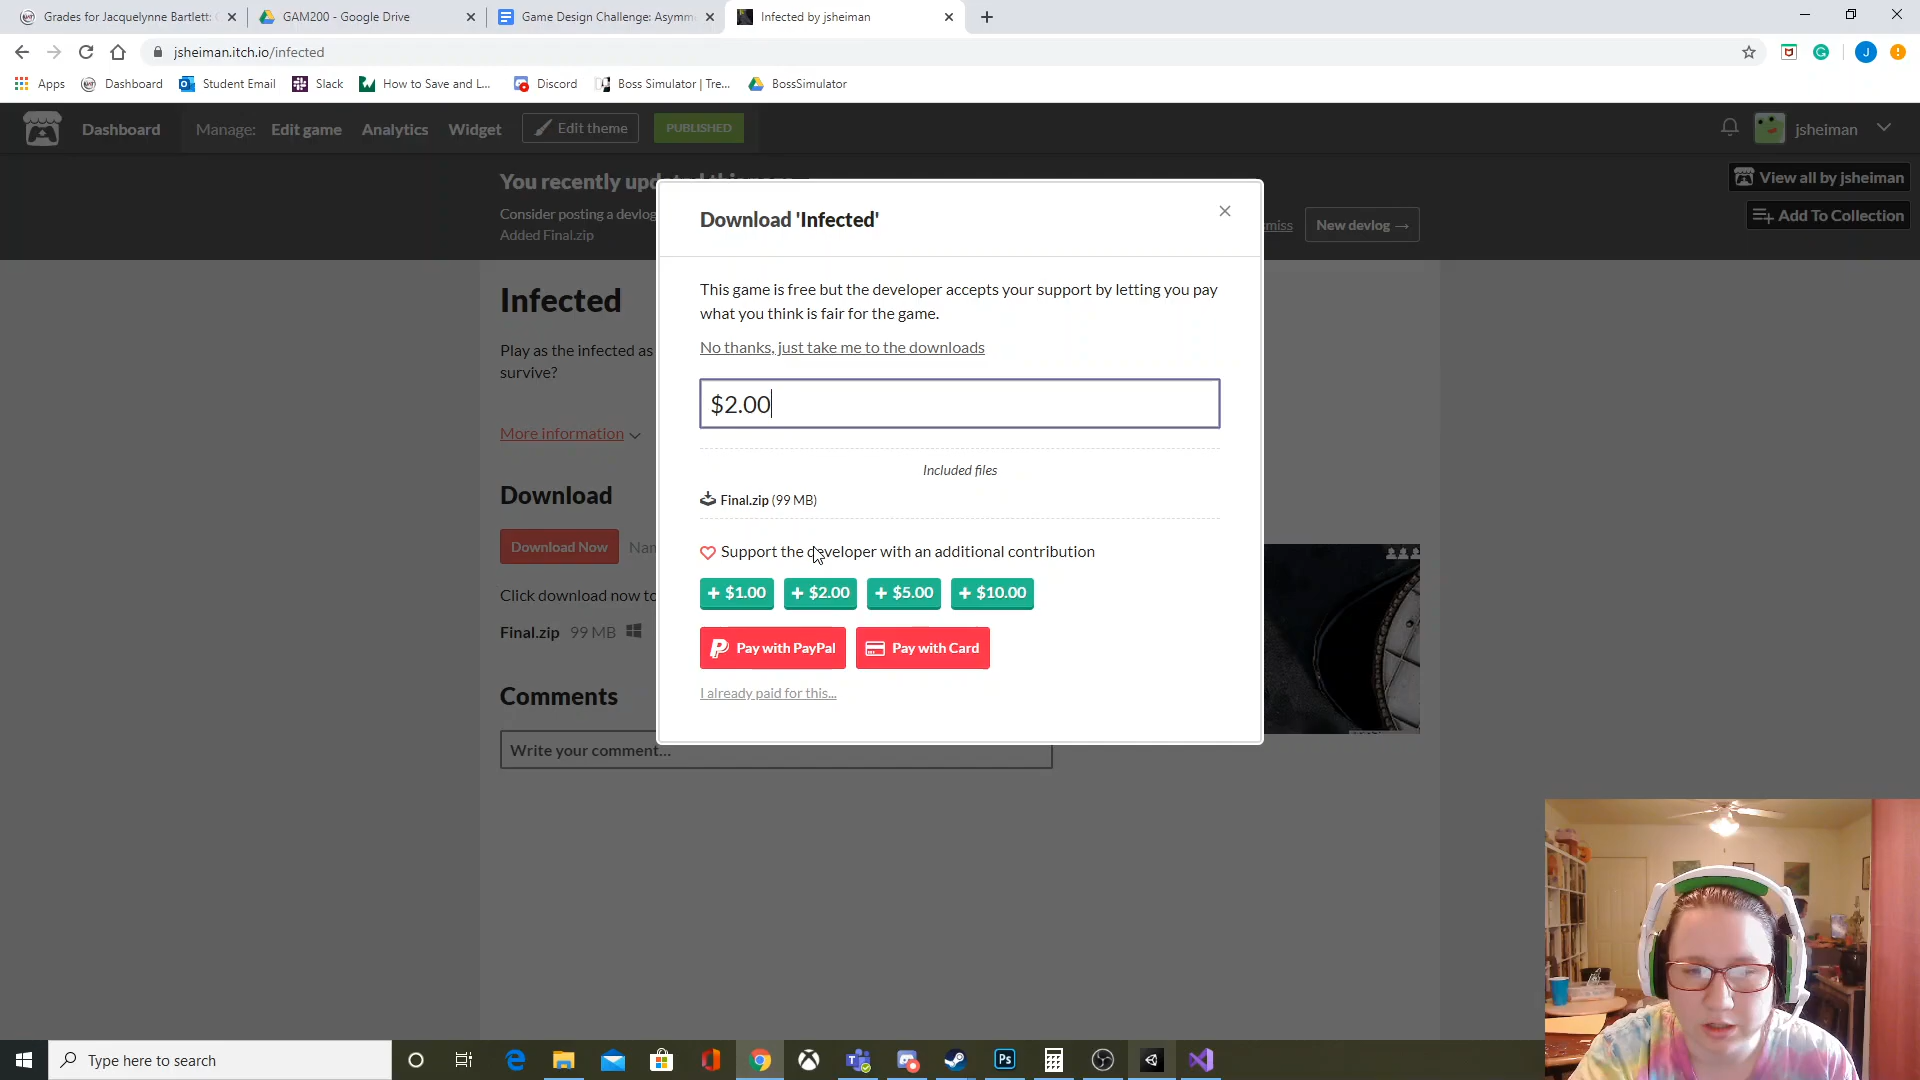 Grades for Jacquelynne Bartlett:
GAM200 - Google Drive
Game Design Challenge: Asymm
Infected by jsheiman
jsheiman.itch.io/infected
J
Apps
Dashboard
Student Email
Slack
How to Save and L...
Discord
Boss Simulator | Tre...
BossSimulator
Dashboard
Manage:
Edit game
Analytics
Widget
Edit theme
PUBLISHED
jsheiman
You recently
View all by jsheiman
Consider posting a devlog
Added Final.zip
New devlog →
Add To Collection
Download 'Infected'
This game is free but the developer accepts your support by letting you pay
what you think is fair for the game.
No thanks, just take me to the downloads
$2.00
Included files
Final.zip (99 MB)
Support the developer with an additional contribution
+ $1.00
+ $2.00
+ $5.00
+ $10.00
Pay with PayPal
Pay with Card
I already paid for this...
Infected
Play as the infected as
survive?
More information
Download
Download Now
Click download now to
Final.zip 99 MB
Comments
Write your comment...
Type here to search
Ps